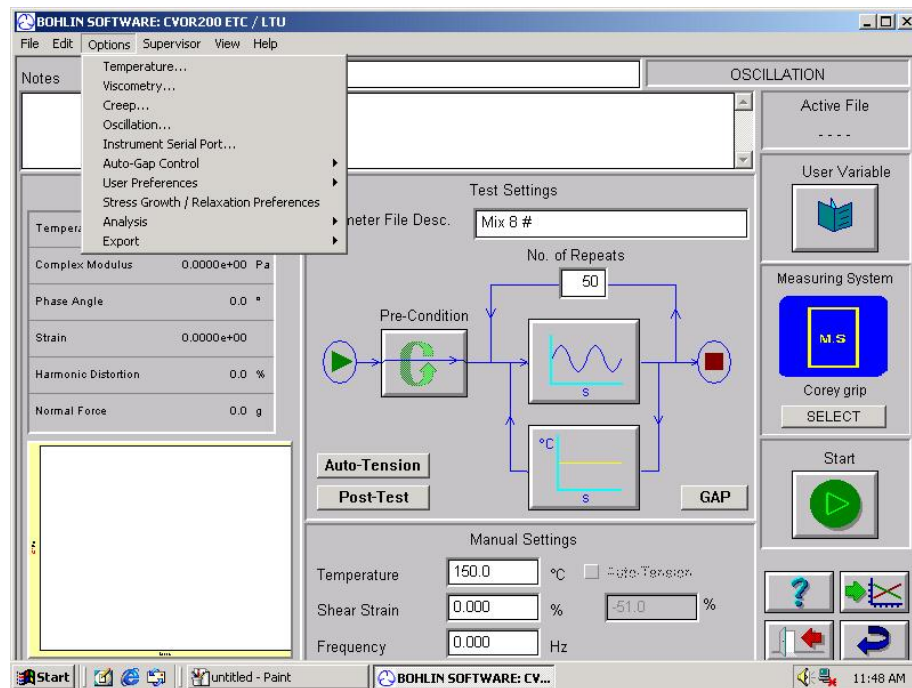 BOHLIN SOFTWARE: CVOR200 ETC / LTU
File Edit Options Supervisor View Help
Temperature...
Viscometry...
Creep...
Oscillation...
Instrument Serial Port...
Auto-Gap Control
User Preferences
Stress Growth / Relaxation Preferences
Analysis
Export
Notes
OSCILLATION
Active File
- - - -
User Variable
Measuring System
M.S
Corey grip
SELECT
Start
Test Settings
meter File Desc. Mix 8 #
No. of Repeats
50
Pre-Condition
S
°C
S
Auto-Tension
Post-Test
GAP
Tempera
Complex Modulus 0.0000e+00 Pa
Phase Angle 0.0 °
Strain 0.0000e+00
Harmonic Distortion 0.0 %
Normal Force 0.0 g
Manual Settings
Temperature 150.0 °C Auto-Tension
Shear Strain 0.000 % -51.0 %
Frequency 0.000 Hz
Start
untitled - Paint
BOHLIN SOFTWARE: CV...
11:48 AM